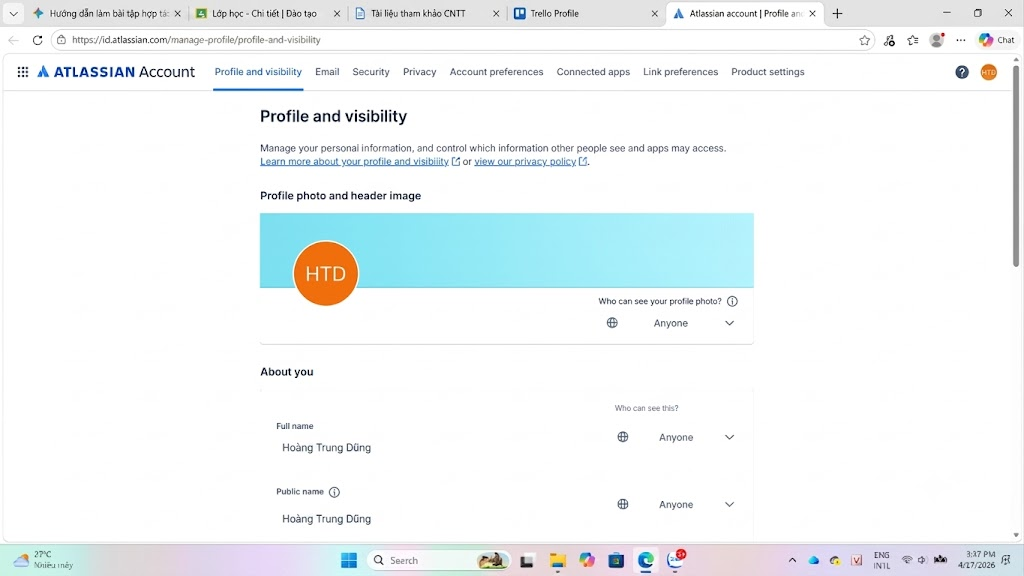 Hướng dẫn làm bài tập hợp tá
Lớp học - Chi tiết | Đào tạo
Tài liệu tham khảo CNTT
Trello Profile
Atlassian account | Profile and
https://id.atlassian.com/manage-profile/profile-and-visibility
Chat
ATLASSIAN Account
Profile and visibility
Email
Security
Privacy
Account preferences
Connected apps
Link preferences
Product settings
HTD
Profile and visibility
Manage your personal information, and control which information other people see and apps may access.
Learn more about your profile and visibility or view our privacy policy.
Profile photo and header image
HTD
Who can see your profile photo?
Anyone
About you
Who can see this?
Full name
Anyone
Hoàng Trung Dũng
Public name
Anyone
Hoàng Trung Dũng
27°C
Nhiều mây
Search
ENG
INTL
3:37 PM
4/17/2026